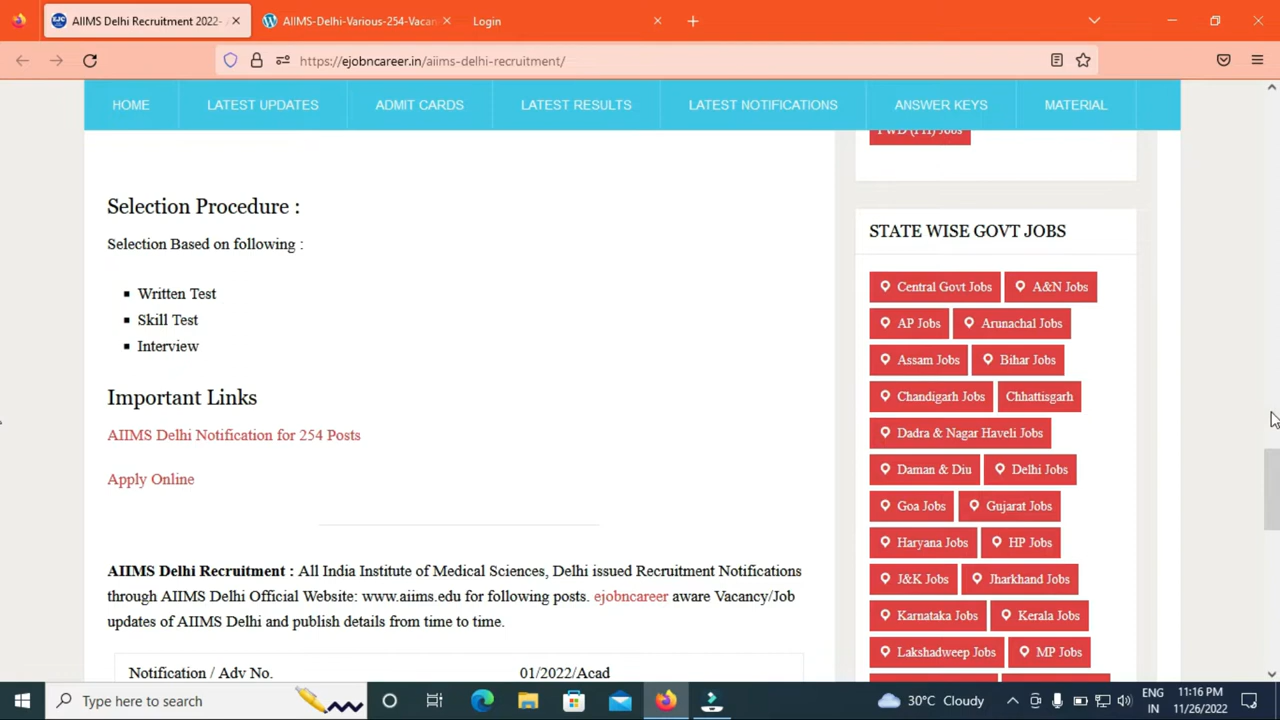 AIIMS Delhi Recruitment 2022-
AIIMS-Delhi-Various-254-Vacan
Login
https://ejobncareer.in/aiims-delhi-recruitment/
HOME
LATEST UPDATES
ADMIT CARDS
LATEST RESULTS
LATEST NOTIFICATIONS
ANSWER KEYS
MATERIAL
Selection Procedure :
Selection Based on following :
Written Test
Skill Test
Interview
Important Links
AIIMS Delhi Notification for 254 Posts
Apply Online
AIIMS Delhi Recruitment : All India Institute of Medical Sciences, Delhi issued Recruitment Notifications
through AIIMS Delhi Official Website: www.aiims.edu for following posts. ejobncareer aware Vacancy/Job
updates of AIIMS Delhi and publish details from time to time.
Notification / Adv No. 01/2022/Acad
PWD (PH) Jobs
STATE WISE GOVT JOBS
Central Govt Jobs A&N Jobs
AP Jobs Arunachal Jobs
Assam Jobs Bihar Jobs
Chandigarh Jobs Chhattisgarh
Dadra & Nagar Haveli Jobs
Daman & Diu Delhi Jobs
Goa Jobs Gujarat Jobs
Haryana Jobs HP Jobs
J&K Jobs Jharkhand Jobs
Karnataka Jobs Kerala Jobs
Lakshadweep Jobs MP Jobs
Type here to search
30°C Cloudy
ENG
IN
11:16 PM
11/26/2022